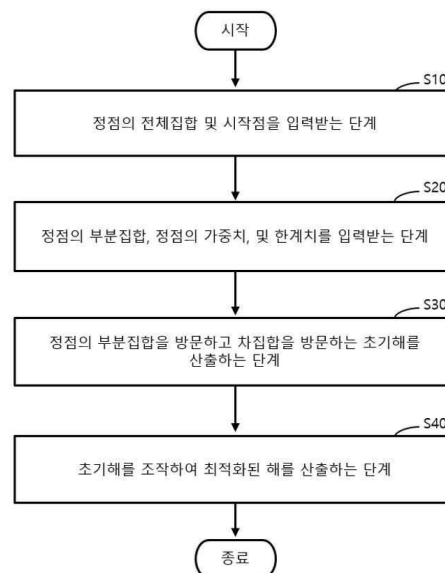 시작
S10
정점의 전체집합 및 시작점을 입력받는 단계
S20
정점의 부분집합, 정점의 가중치, 및 한계치를 입력받는 단계
S30
정점의 부분집합을 방문하고 차집합을 방문하는 초기해를
산출하는 단계
S40
초기해를 조작하여 최적화된 해를 산출하는 단계
종료